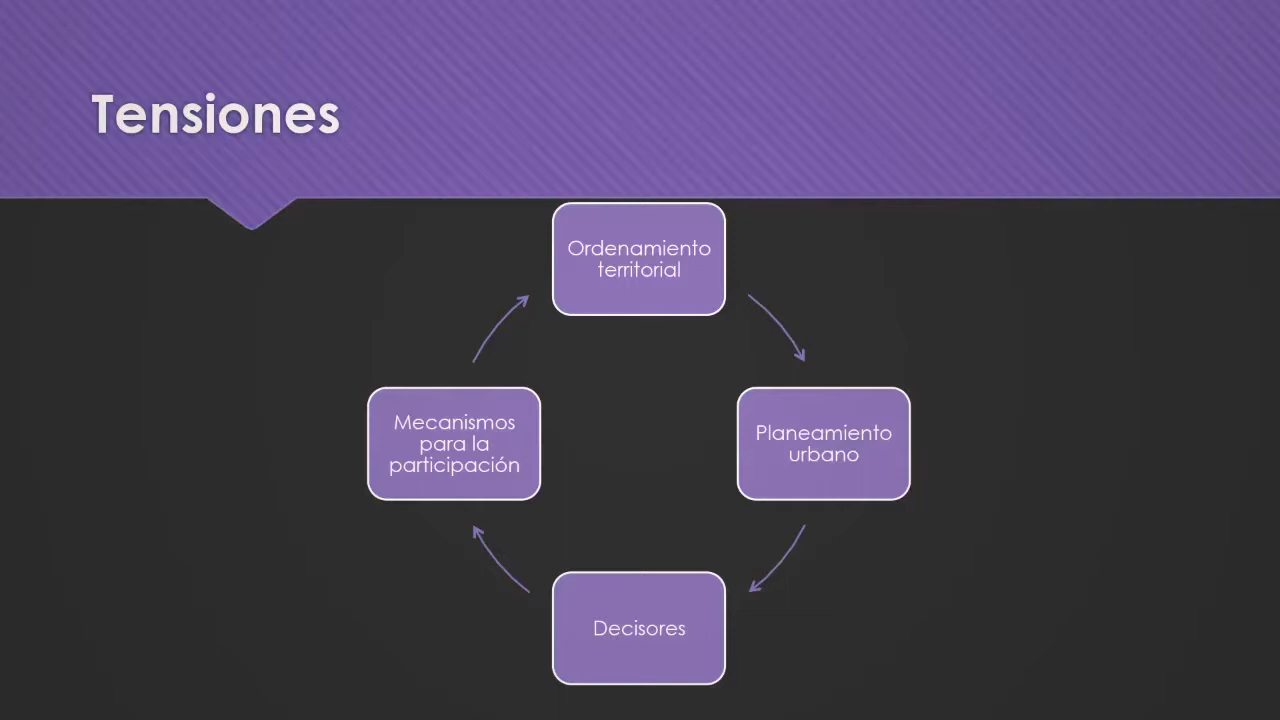 Tensiones
Ordenamiento
territorial
Mecanismos
para la
participación
Planeamiento
urbano
Decisores